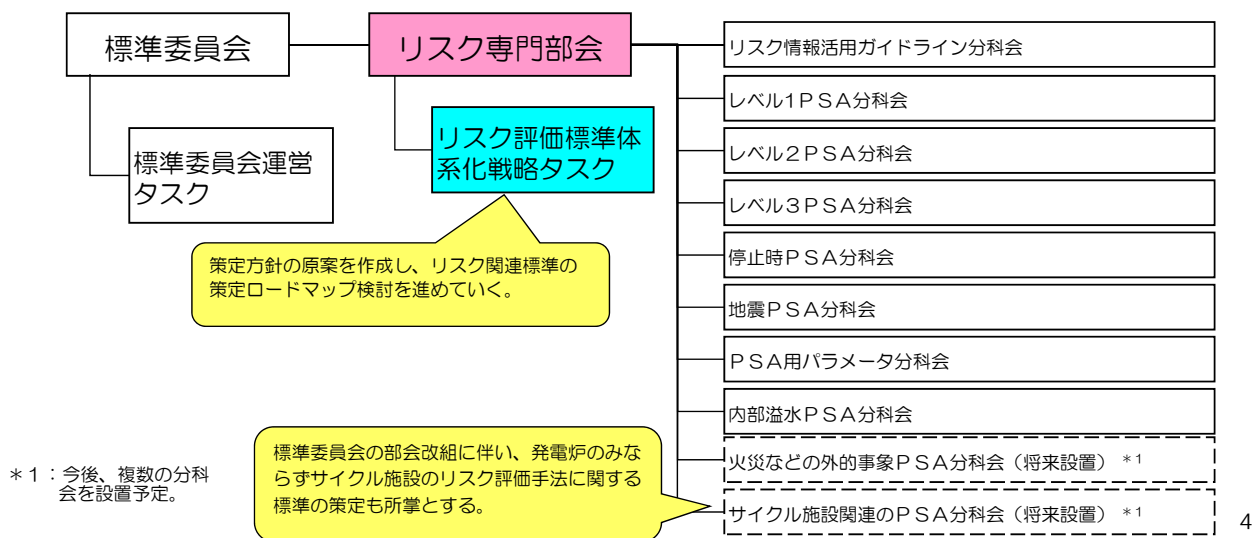 標準委員会
リスク専門部会
標準委員会運営
タスク
リスク評価標準体
系化戦略タスク
策定方針の原案を作成し、リスク関連標準の
策定ロードマップ検討を進めていく。
リスク情報活用ガイドライン分科会
レベル1PSA分科会
レベル2PSA分科会
レベル3PSA分科会
停止時PSA分科会
地震PSA分科会
PSA用パラメータ分科会
内部溢水PSA分科会
火災などの外的事象PSA分科会(将来設置) *1
サイクル施設関連のPSA分科会(将来設置) *1
標準委員会の部会改組に伴い、発電炉のみな
らずサイクル施設のリスク評価手法に関する
標準の策定も所掌とする。
*1:今後、複数の分科
会を設置予定。
4